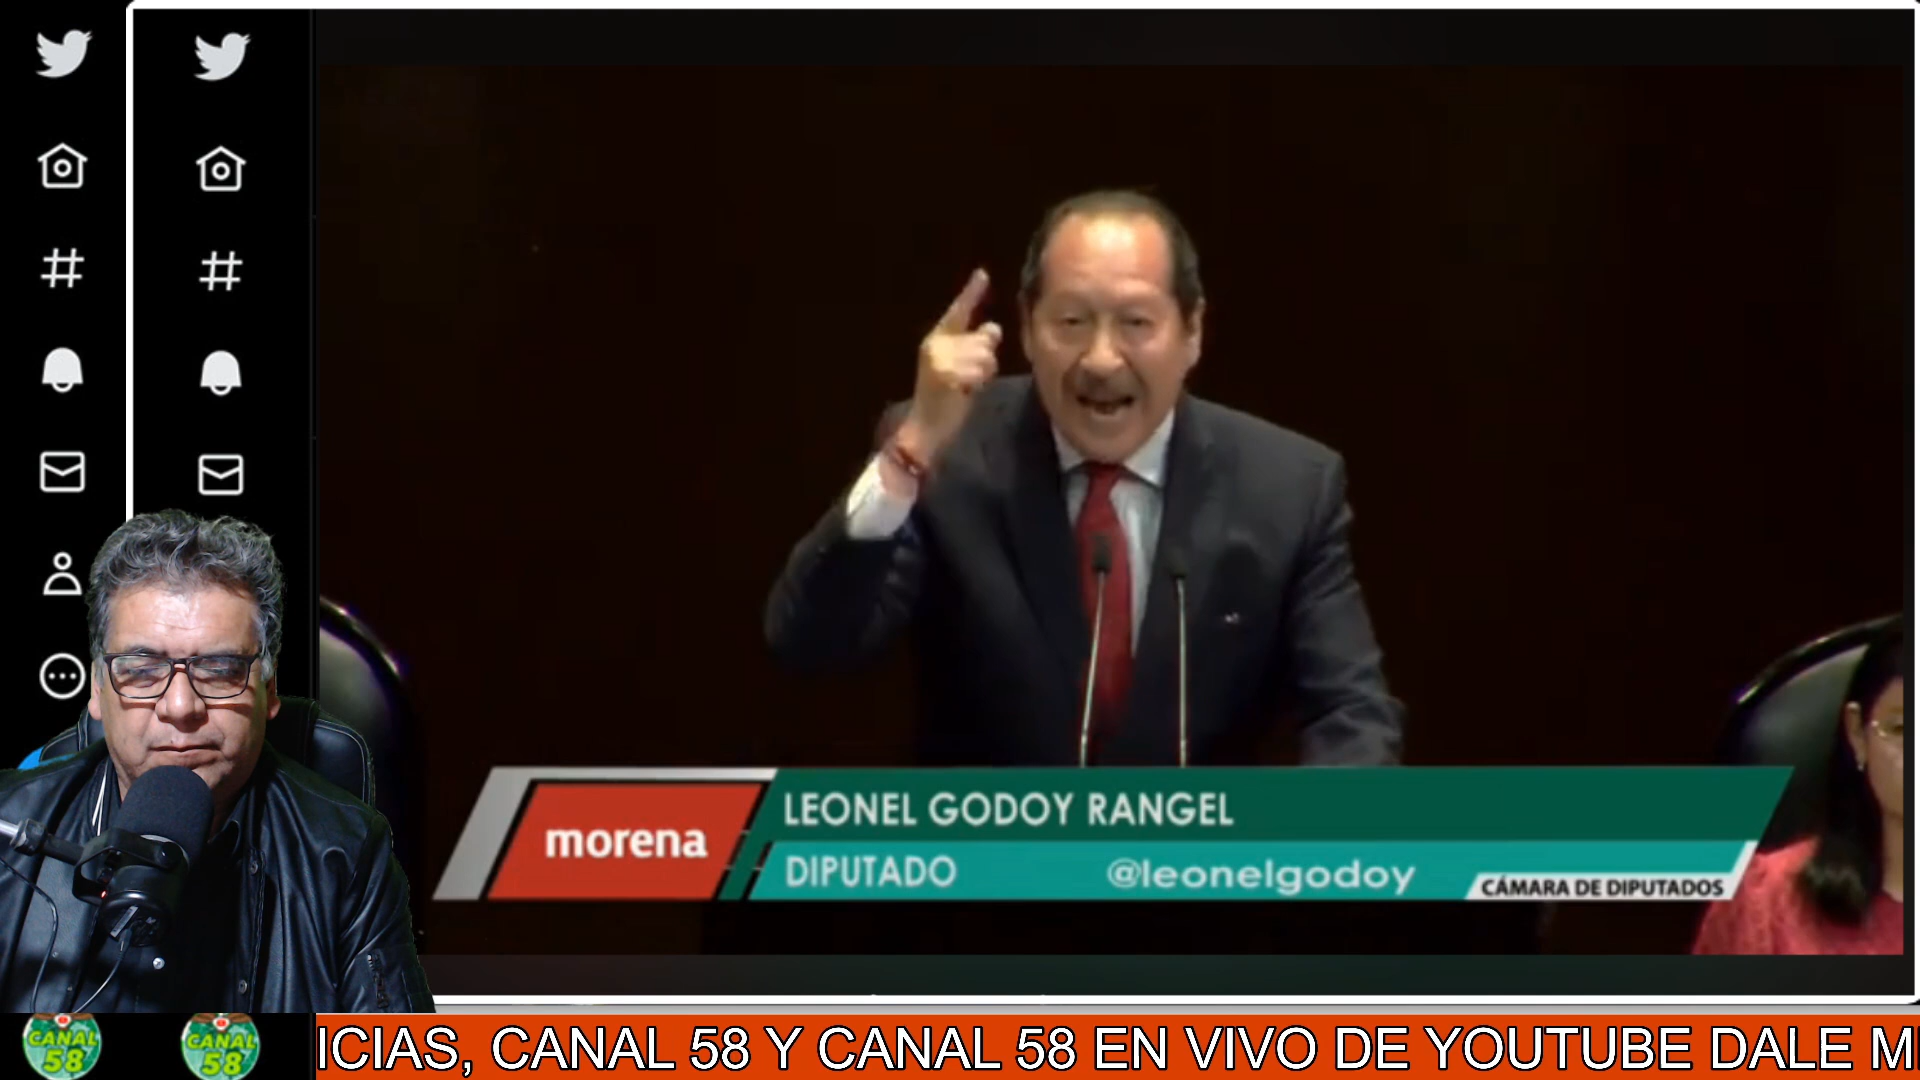 morena
LEONEL GODOY RANGEL
DIPUTADO @leonelgodoy
CÁMARA DE DIPUTADOS
CANAL 58
CANAL 58
ICIAS, CANAL 58 Y CANAL 58 EN VIVO DE YOUTUBE DALE M